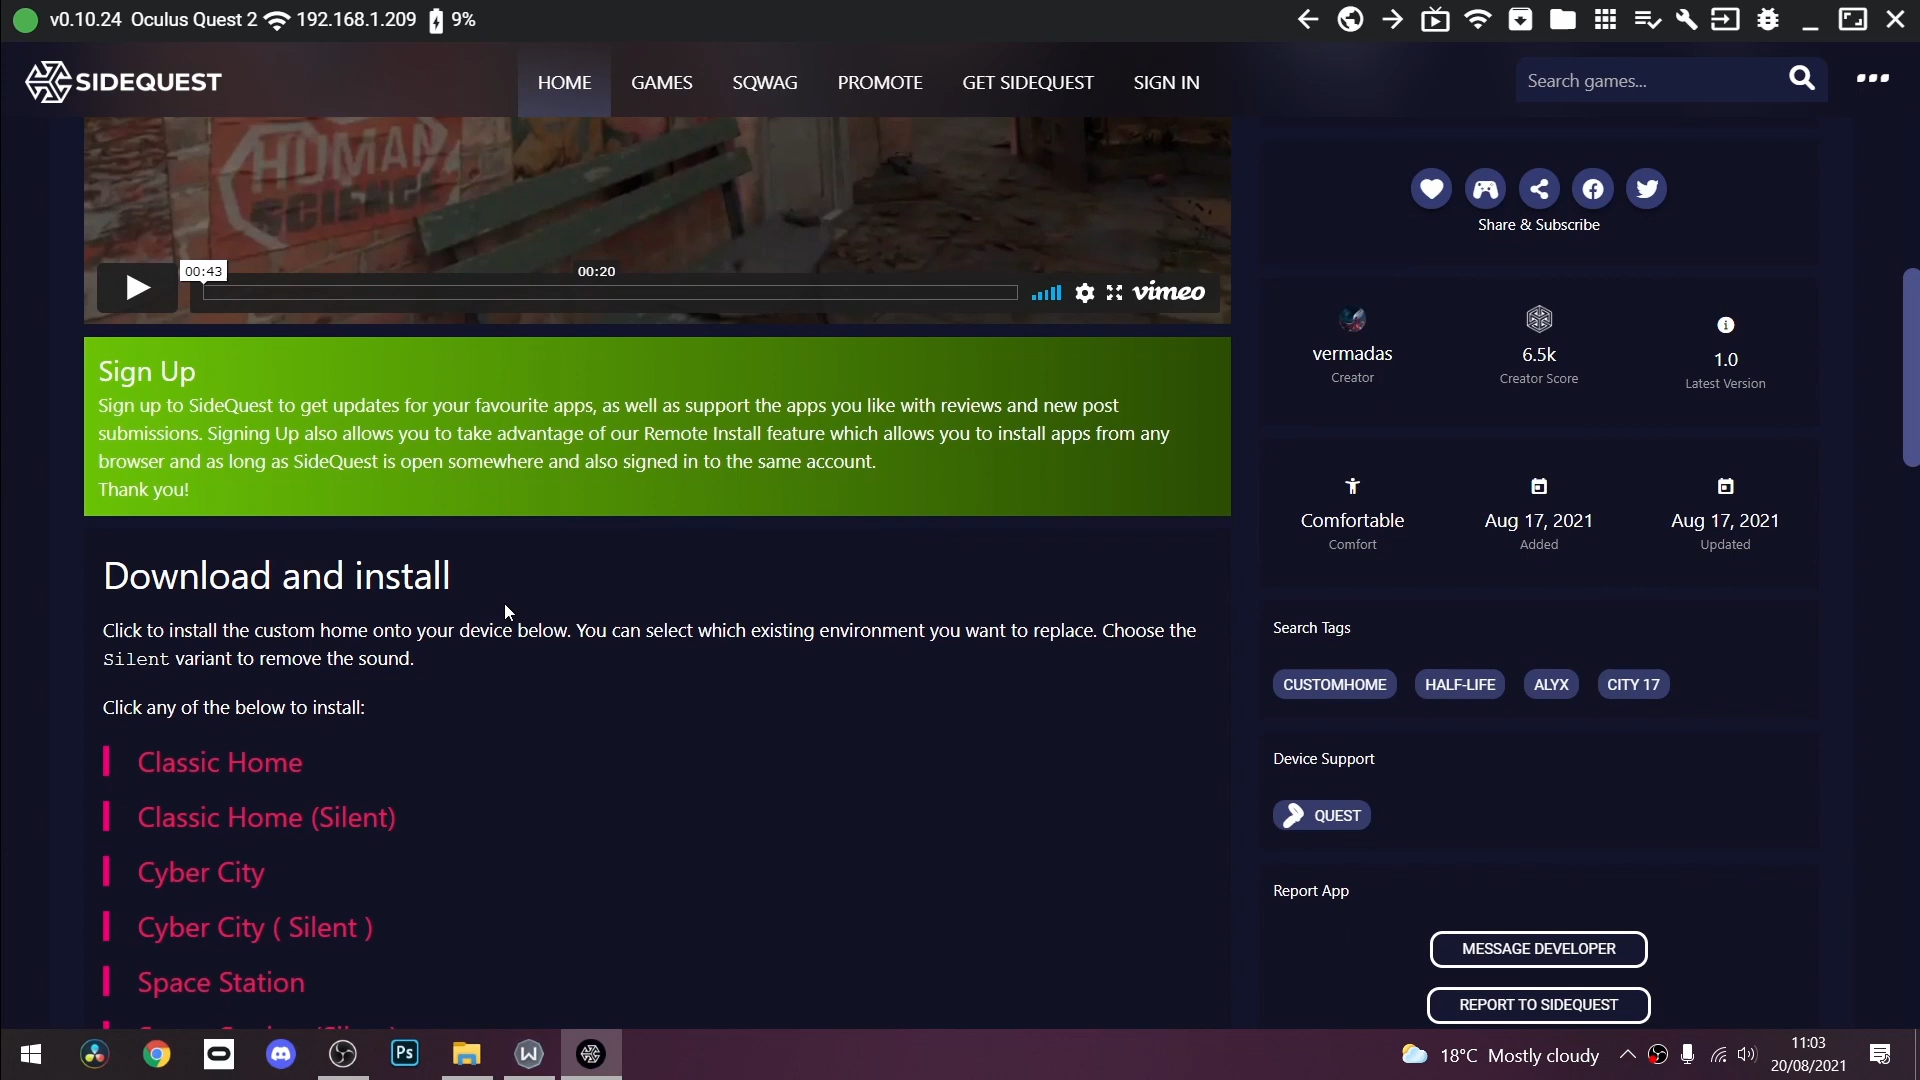 v0.10.24 Oculus Quest 2 192.168.1.209 9%
SIDEQUEST
HOME GAMES SQWAG PROMOTE GET SIDEQUEST SIGN IN
Search games...
HUMAN
SCIENCE
00:43
00:20
vimeo
Sign Up
Sign up to SideQuest to get updates for your favourite apps, as well as support the apps you like with reviews and new post
submissions. Signing Up also allows you to take advantage of our Remote Install feature which allows you to install apps from any
browser and as long as SideQuest is open somewhere and also signed in to the same account.
Thank you!
Download and install
Click to install the custom home onto your device below. You can select which existing environment you want to replace. Choose the
Silent variant to remove the sound.
Click any of the below to install:
Classic Home
Classic Home (Silent)
Cyber City
Cyber City ( Silent )
Space Station
Share & Subscribe
vermadas 6.5k 1.0
Creator Creator Score Latest Version
Comfortable Aug 17, 2021 Aug 17, 2021
Comfort Added Updated
Search Tags
CUSTOMHOME HALF-LIFE ALYX CITY 17
Device Support
QUEST
Report App
MESSAGE DEVELOPER
REPORT TO SIDEQUEST
Ps
W
18°C Mostly cloudy
11:03
20/08/2021